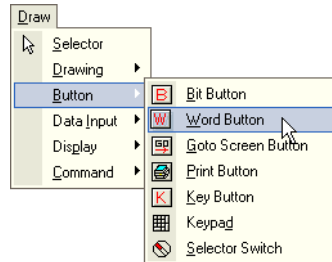 Draw
Selector
Drawing
Button
Data Input
Display
Command
B Bit Button
W Word Button
GO Goto Screen Button
Print Button
K Key Button
Keypad
Selector Switch